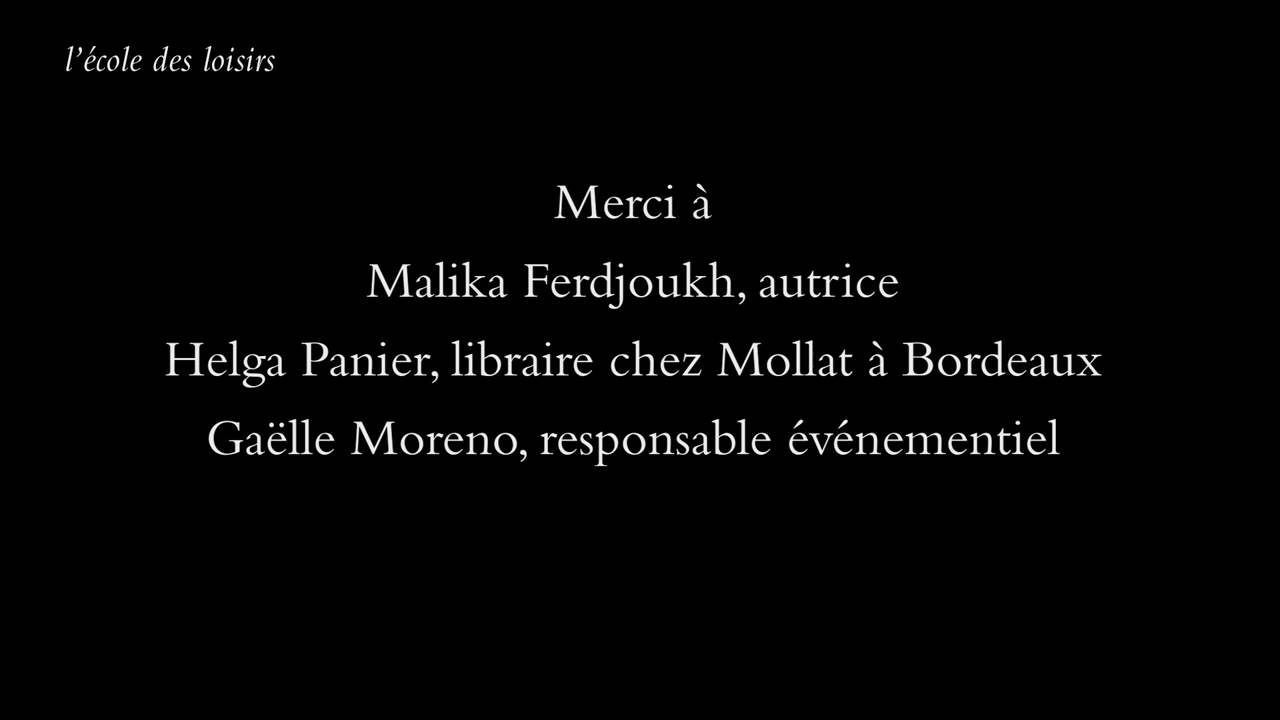 l’école des loisirs
Merci à
Malika Ferdjoukh, autrice
Helga Panier, libraire chez Mollat à Bordeaux
Gaëlle Moreno, responsable événementiel